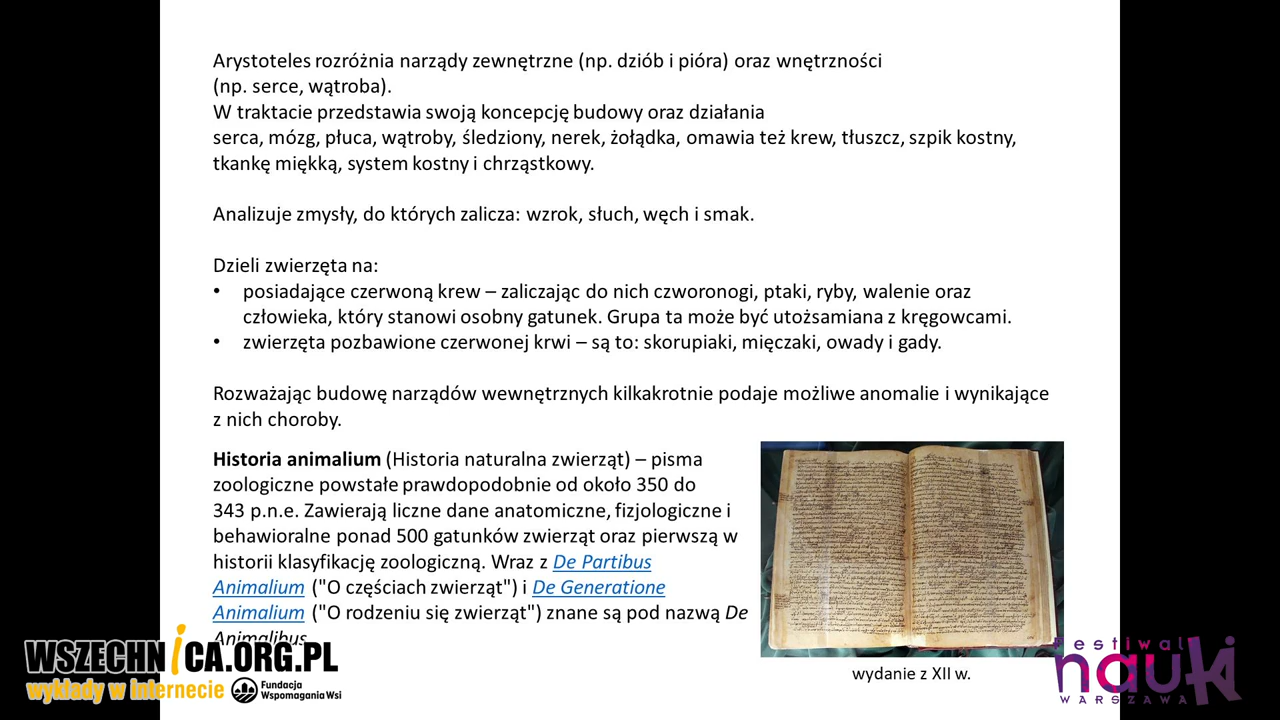 Arystoteles rozróżnia narządy zewnętrzne (np. dziób i pióra) oraz wnętrzności
(np. serce, wątroba).
W traktacie przedstawia swoją koncepcję budowy oraz działania
serca, mózg, płuca, wątroby, śledziony, nerek, żołądka, omawia też krew, tłuszcz, szpik kostny,
tkankę miękką, system kostny i chrząstkowy.
Analizuje zmysły, do których zalicza: wzrok, słuch, węch i smak.
Dzieli zwierzęta na:
• posiadające czerwoną krew – zaliczając do nich czworonogi, ptaki, ryby, walenie oraz
człowieka, który stanowi osobny gatunek. Grupa ta może być utożsamiana z kręgowcami.
• zwierzęta pozbawione czerwonej krwi – są to: skorupiaki, mięczaki, owady i gady.
Rozważając budowę narządów wewnętrznych kilkakrotnie podaje możliwe anomalie i wynikające
z nich choroby.
Historia animalium (Historia naturalna zwierząt) – pisma
zoologiczne powstałe prawdopodobnie od około 350 do
343 p.n.e. Zawierają liczne dane anatomiczne, fizjologiczne i
behawioralne ponad 500 gatunków zwierząt oraz pierwszą w
historii klasyfikację zoologiczną. Wraz z De Partibus
Animalium ("O częściach zwierząt") i De Generatione
Animalium ("O rodzeniu się zwierząt") znane są pod nazwą De
Animalibus
wydanie z XII w.
WSZECHNICA.ORG.PL
wykłady w internecie
Fundacja
Wspomagania Wsi
Festiwal
nauki
WARSZAWA